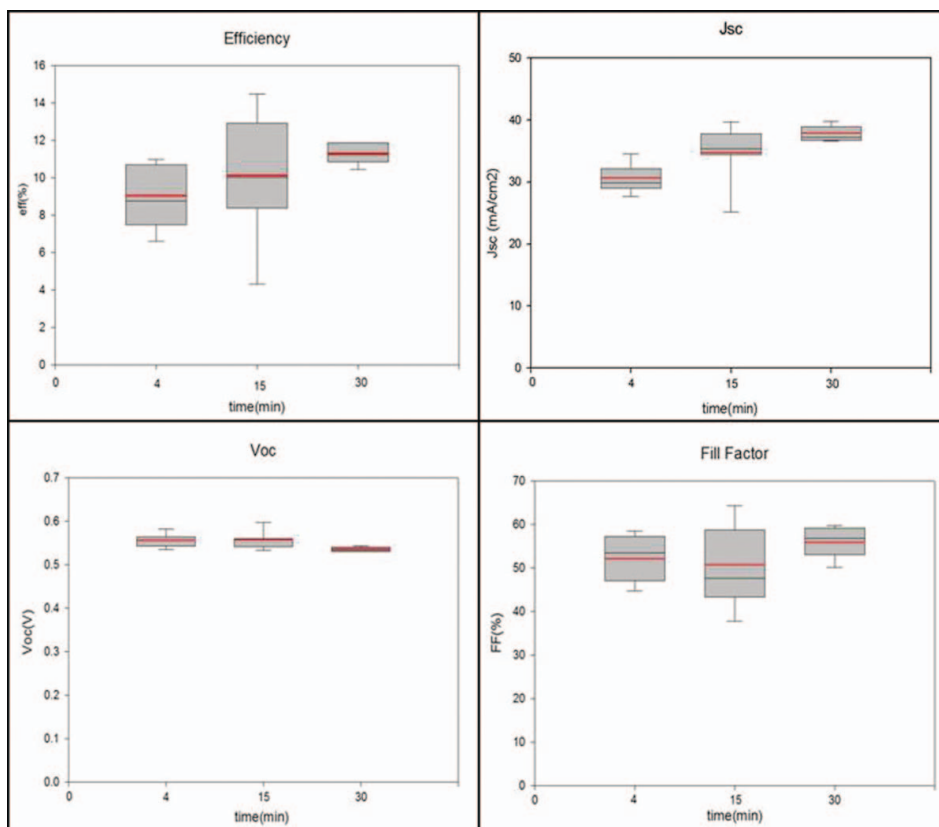 Efficiency
16
14
12
10
8
6
4
2
0
eff(%)
0 4 15 30
time(min)
Jsc
50
40
30
20
10
0
Jsc (mA/cm2)
0 4 15 30
time(min)
Voc
0.7
0.6
0.5
0.4
0.3
0.2
0.1
0.0
Voc(V)
0 4 15 30
time(min)
Fill Factor
70
60
50
40
30
20
10
0
FF(%)
0 4 15 30
time(min)